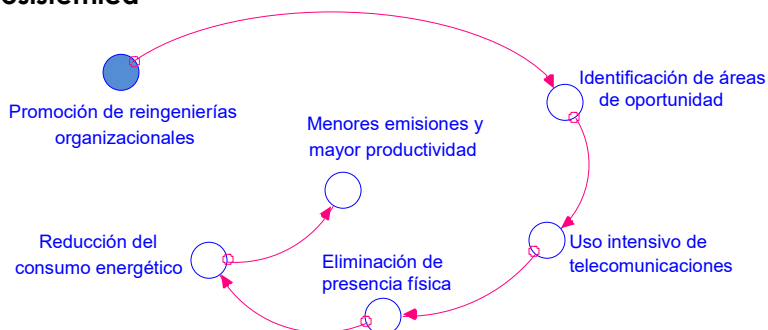 Promoción de reingenierías
organizacionales
Identificación de áreas
de oportunidad
Menores emisiones y
mayor productividad
Reducción del
consumo energético
Eliminación de
presencia física
Uso intensivo de
telecomunicaciones